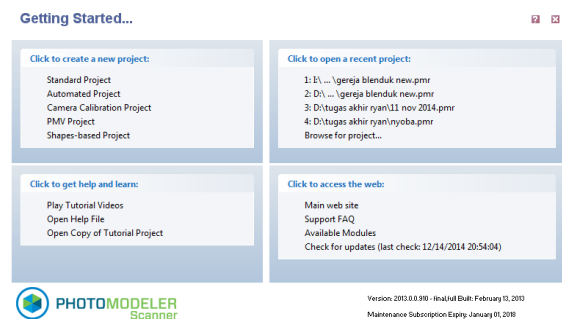 Getting Started...
Click to create a new project:
Standard Project
Automated Project
Camera Calibration Project
PMV Project
Shapes-based Project
Click to open a recent project:
1: I:\ ... \gereja blenduk new.pmr
2: D:\ ... \gereja blenduk new.pmr
3: D:\tugas akhir ryan\11 nov 2014.pmr
4: D:\tugas akhir ryan\nyoba.pmr
Browse for project...
Click to get help and learn:
Play Tutorial Videos
Open Help File
Open Copy of Tutorial Project
Click to access the web:
Main web site
Support FAQ
Available Modules
Check for updates (last check: 12/14/2014 20:54:04)
PHOTOMODELER
Scanner
Version: 2013.0.0.910 - final,full Built: February 13, 2013
Maintenance Subscription Expiry: January 01, 2018